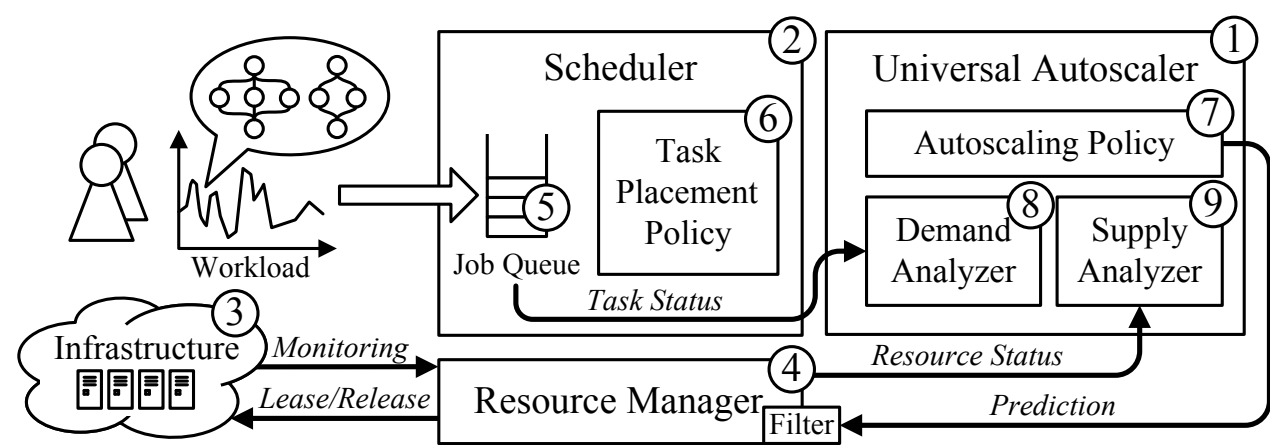 2
1
Scheduler
Universal Autoscaler
6
7
Task
Placement
Policy
Autoscaling Policy
5
8
9
Demand
Analyzer
Supply
Analyzer
Workload
Job Queue
Task Status
3
Infrastructure
Monitoring
4
Resource Status
Lease/Release
Resource Manager
Filter
Prediction